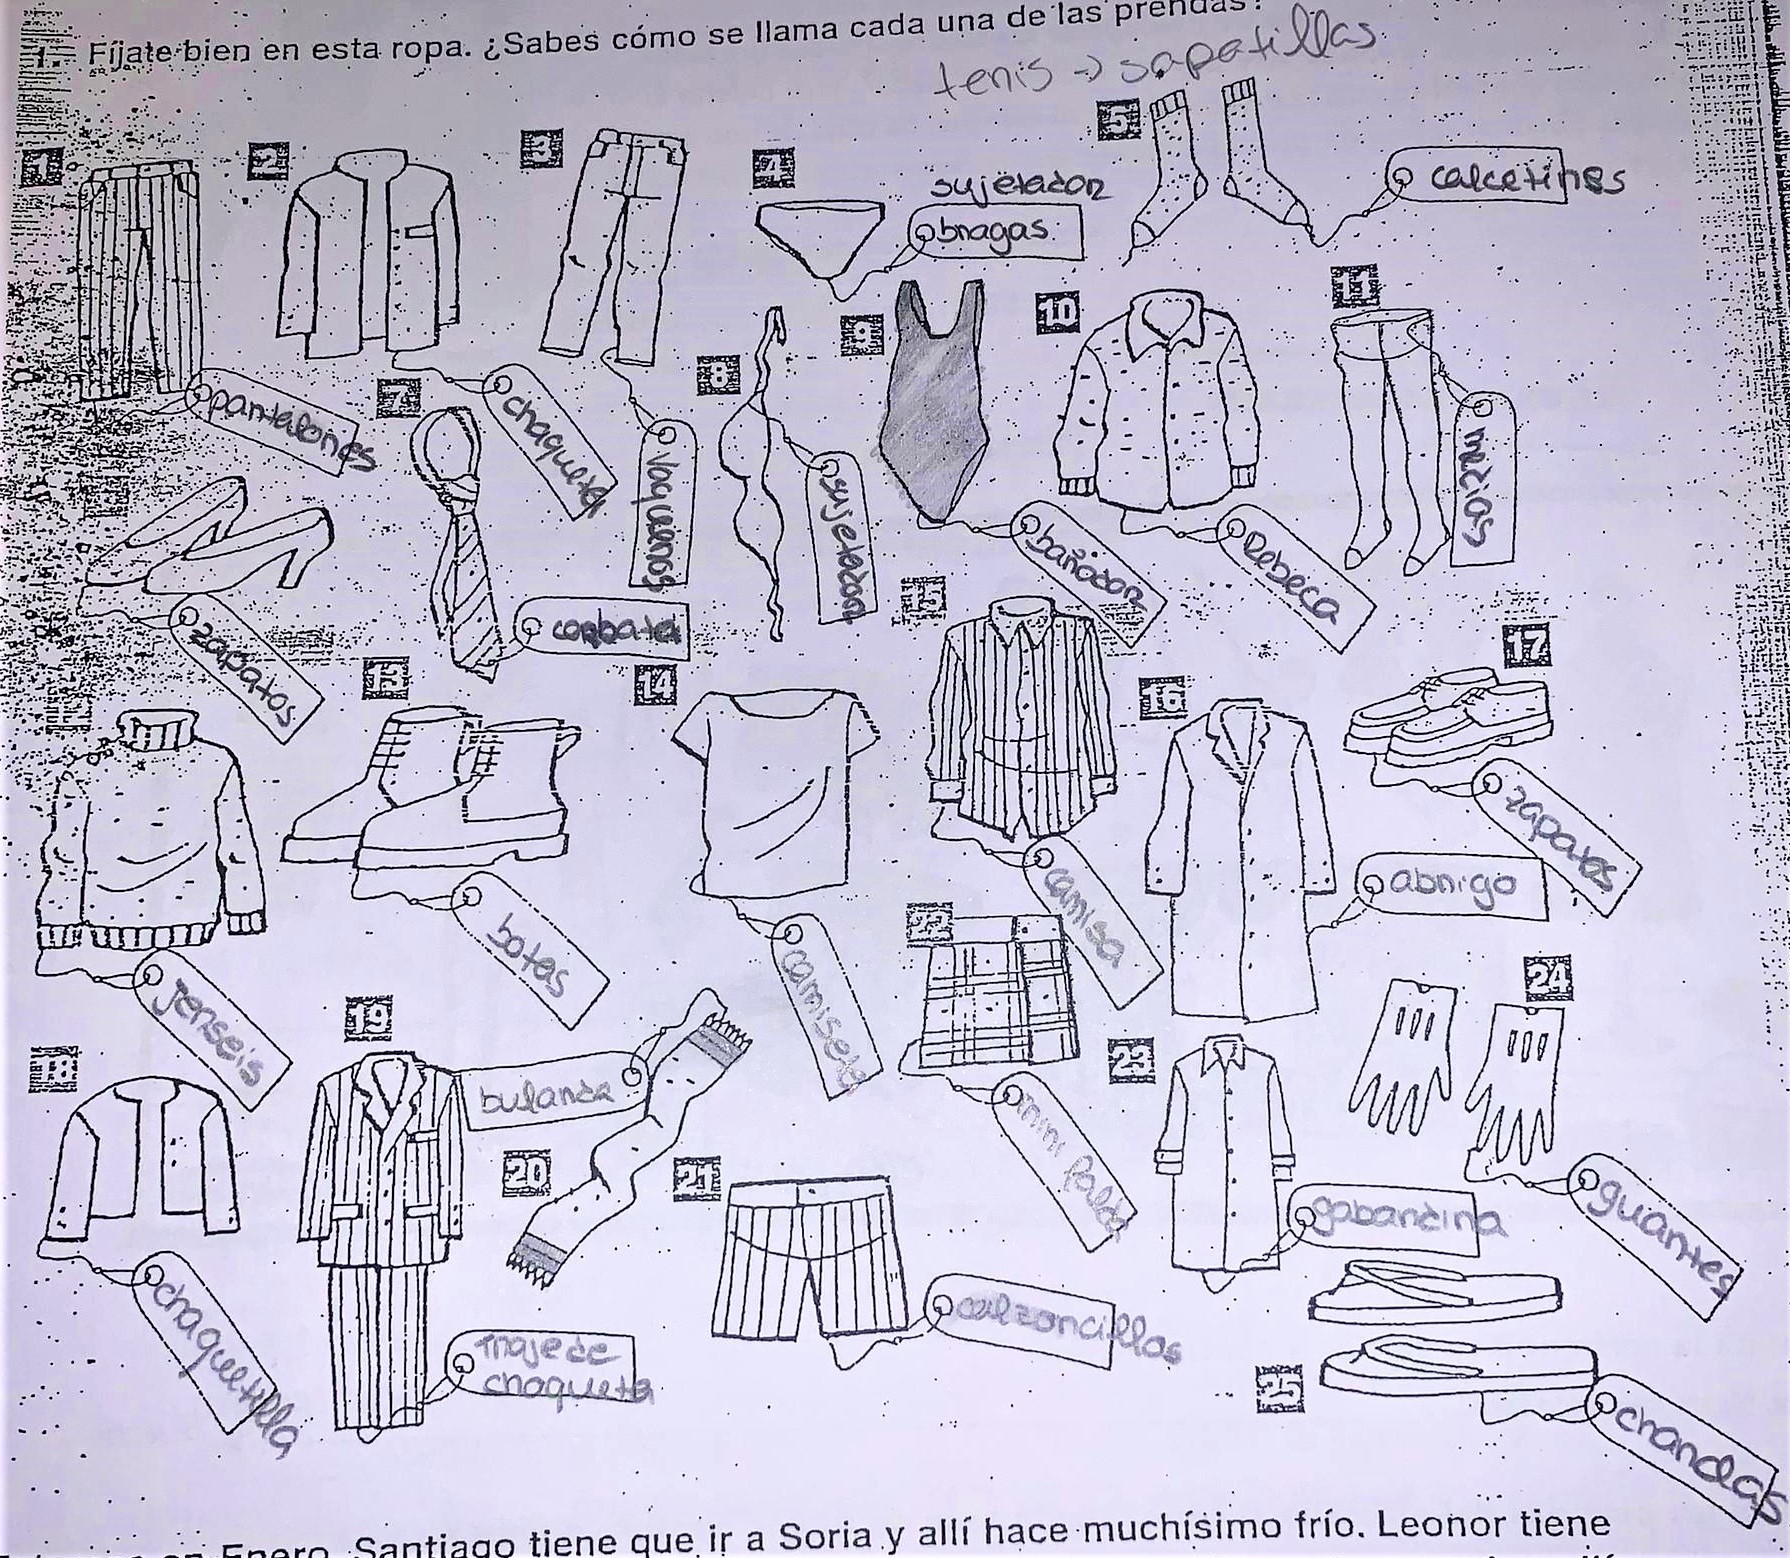 1. Fíjate bien en esta ropa. ¿Sabes cómo se llama cada una de las prendas?
tenis → sapatillas
1
2
3
4
5
sujetador
bragas
calcetines
pantalones
7
chaqueta
vaqueros
8
sujetador
9
bañador
10
Rebeca
11
medias
zapatos
corbata
13
14
15
16
17
zapatos
jerseis
botas
camiseta
camisa
abrigo
18
19
bufanda
20
21
22
mini falda
23
24
gabardina
guantes
chaquetilla
Traje de
chaqueta
calzoncillos
25
chanclas
en Enero, Santiago tiene que ir a Soria y allí hace muchísimo frío. Leonor tiene